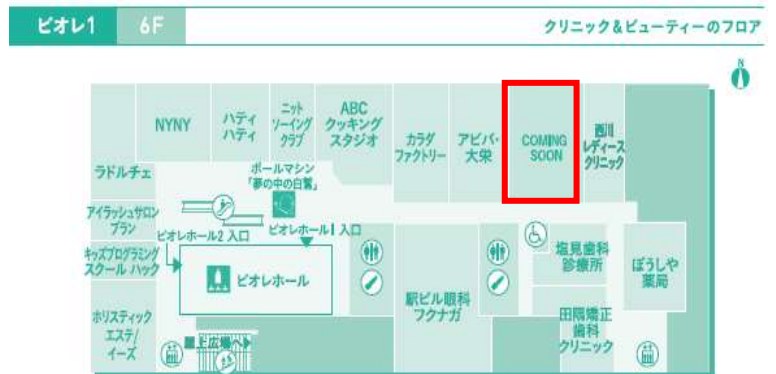 ピオレ1
6F
クリニック&ビューティーのフロア
N
NYNY
ハティ
ハティ
ニット
ソーイング
クラブ
ABC
クッキング
スタジオ
カラダ
ファクトリー
アビバ・
大栄
COMING
SOON
西川
レディース
クリニック
ラドルチェ
ボールマシン
「夢の中の白鷺」
アイラッシュサロン
ブラン
ピオレホール2 入口
ピオレホール1 入口
キッズプログラミング
スクール ハック
ピオレホール
塩見歯科
診療所
ぼうしや
薬局
駅ビル眼科
フクナガ
ホリスティック
エステ/
イーズ
屋上広場へ
田隅矯正
歯科
クリニック